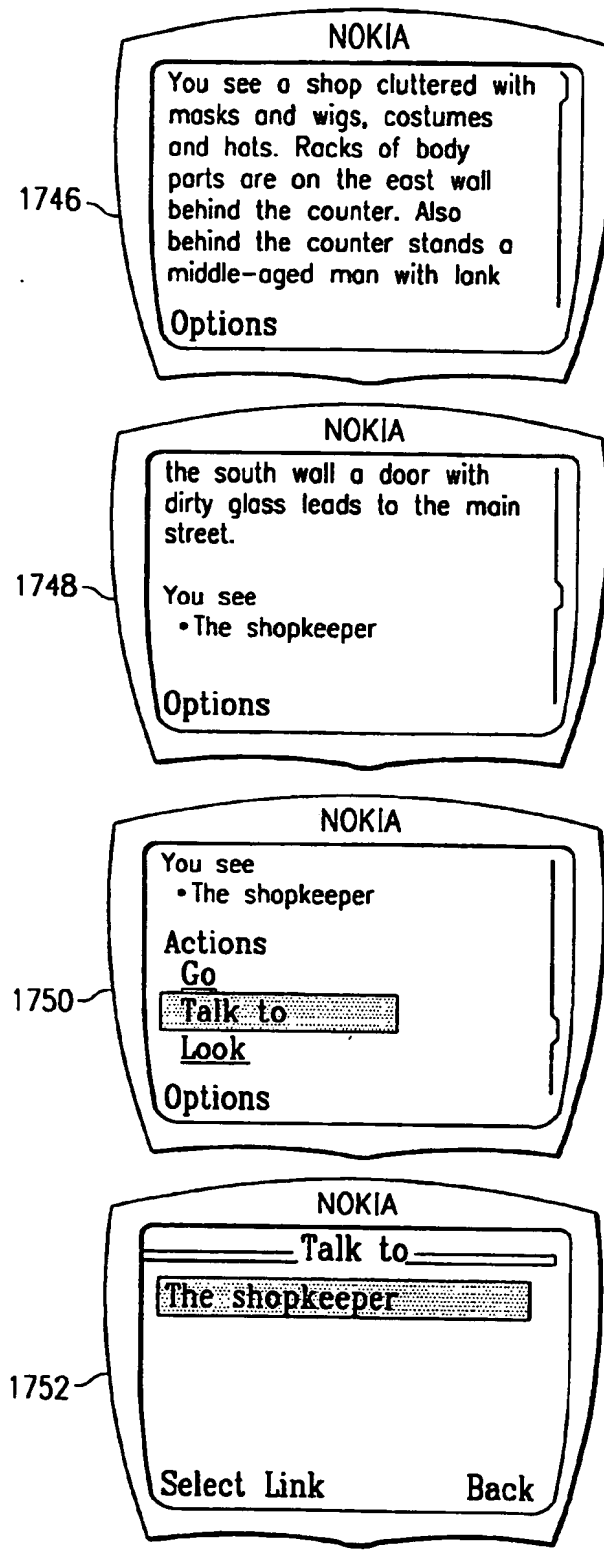 NOKIA
You see a shop cluttered with
masks and wigs, costumes
and hats. Racks of body
parts are on the east wall
behind the counter. Also
behind the counter stands a
middle-aged man with lank
Options
1746
NOKIA
the south wall a door with
dirty glass leads to the main
street.
You see
• The shopkeeper
Options
1748
NOKIA
You see
• The shopkeeper
Actions
Go
Talk to
Look
Options
1750
NOKIA
Talk to
The shopkeeper
Select Link Back
1752